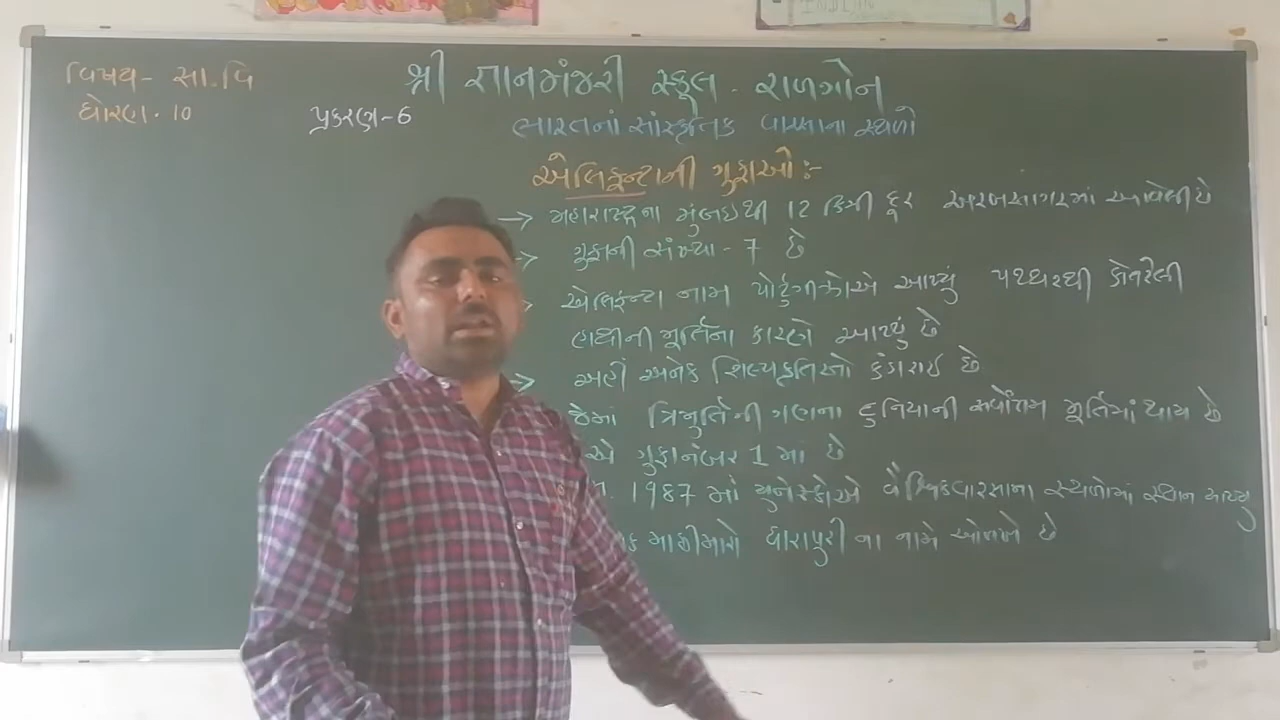 INDIAN
વિષય- સા.વિ
ધોરણ. 10
પ્રકરણ-6
શ્રી જ્ઞાનમંજરી સ્કૂલ - રાળગોન
ભારતનાં સાંસ્કૃતિક વારસાના સ્થળો
એલિફન્ટાની ગુફાઓ :-
→ મહારાષ્ટ્રના મુંબઇથી 12 કિમી દૂર અરબસાગરમાં આવેલી છે
→ ગુફાની સંખ્યા - 7 છે
→ એલિફન્ટા નામ પોર્ટુગીઝોએ આપ્યું પથ્થરથી કોતરેલી
હાથીની મૂર્તિના કારણે આપ્યું છે
→ અહીં અનેક શિલ્પકૃતિઓ કંડારાઈ છે
જેમાં ત્રિમુર્તિની ગણના દુનિયાની સર્વોત્તમ મૂર્તિમાં થાય છે
એ ગુફાનંબર 1 માં છે
. 1987 માં યુનેસ્કોએ વૈશ્વિકવારસાના સ્થળોમાં સ્થાન આપ્યુ
ક માછીમારો ધારાપુરી ના નામે ઓળખે છે